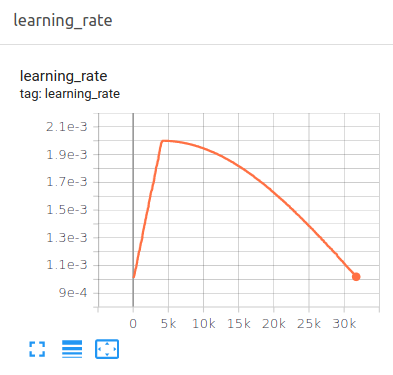 learning_rate
learning_rate
tag: learning_rate
2.1e-3
1.9e-3
1.7e-3
1.5e-3
1.3e-3
1.1e-3
9e-4
0 5k 10k 15k 20k 25k 30k